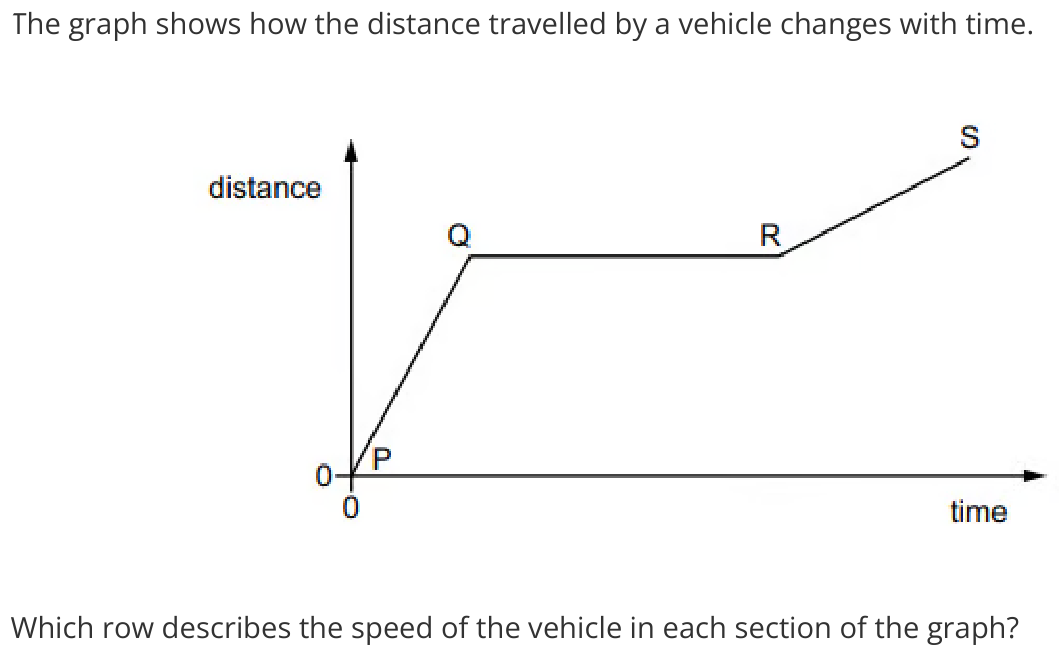 The graph shows how the distance travelled by a vehicle changes with time.
S
distance
Q
R
P
0
0
time
Which row describes the speed of the vehicle in each section of the graph?